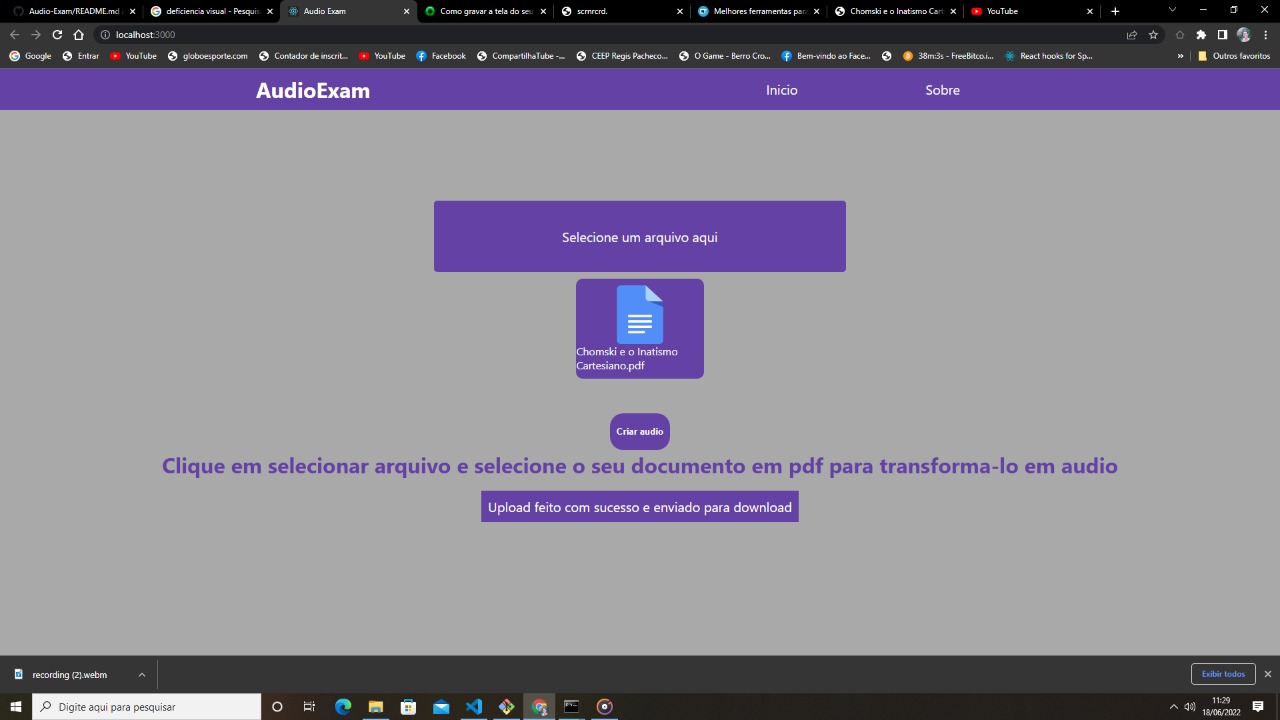 Audio-Exam/README.m
deficiencia visual - Pesquis
Audio Exam
Como gravar a tela do seu
scrnrcrd.
Melhores ferramentas para
Chomski e o Inatismo Cart
YouTube
localhost:3000
Google
Entrar
YouTube
globoesporte.com
Contador de inscrit...
YouTube
Facebook
CompartilhaTube -...
CEEP Regis Pacheco...
O Game - Berro Cro...
Bem-vindo ao Face...
38m3s - FreeBitco.i...
React hooks for Sp...
»
Outros favoritos
AudioExam
Inicio
Sobre
Selecione um arquivo aqui
Chomski e o Inatismo
Cartesiano.pdf
Criar audio
Clique em selecionar arquivo e selecione o seu documento em pdf para transforma-lo em audio
Upload feito com sucesso e enviado para download
recording (2).webm
Exibir todos
Digite aqui para pesquisar
11:29
18/06/2022